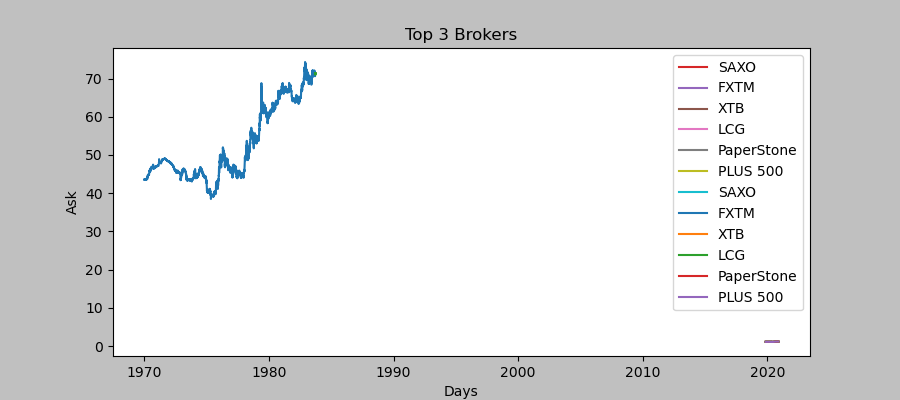 Top 3 Brokers
Ask
70
60
50
40
30
20
10
0
1970 1980 1990 2000 2010 2020
Days
SAXO
FXTM
XTB
LCG
PaperStone
PLUS 500
SAXO
FXTM
XTB
LCG
PaperStone
PLUS 500